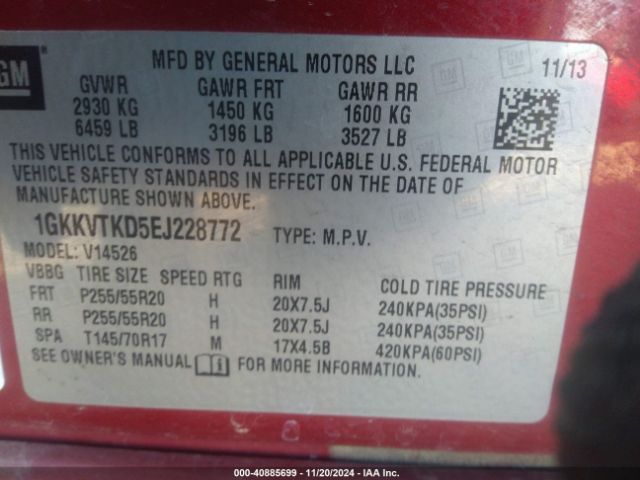 GM
MFD BY GENERAL MOTORS LLC 11/13
GVWR GAWR FRT GAWR RR
2930 KG 1450 KG 1600 KG
6459 LB 3196 LB 3527 LB
THIS VEHICLE CONFORMS TO ALL APPLICABLE U.S. FEDERAL MOTOR
VEHICLE SAFETY STANDARDS IN EFFECT ON THE DATE OF
MANUFACTURE SHOWN ABOVE.
1GKKVTKD5EJ228772 TYPE: M.P.V.
MODEL: V14526
VBBG TIRE SIZE SPEED RTG RIM COLD TIRE PRESSURE
FRT P255/55R20 H 20X7.5J 240KPA(35PSI)
RR P255/55R20 H 20X7.5J 240KPA(35PSI)
SPA T145/70R17 M 17X4.5B 420KPA(60PSI)
SEE OWNER'S MANUAL FOR MORE INFORMATION.
000-40885699 - 11/20/2024 - IAA Inc.